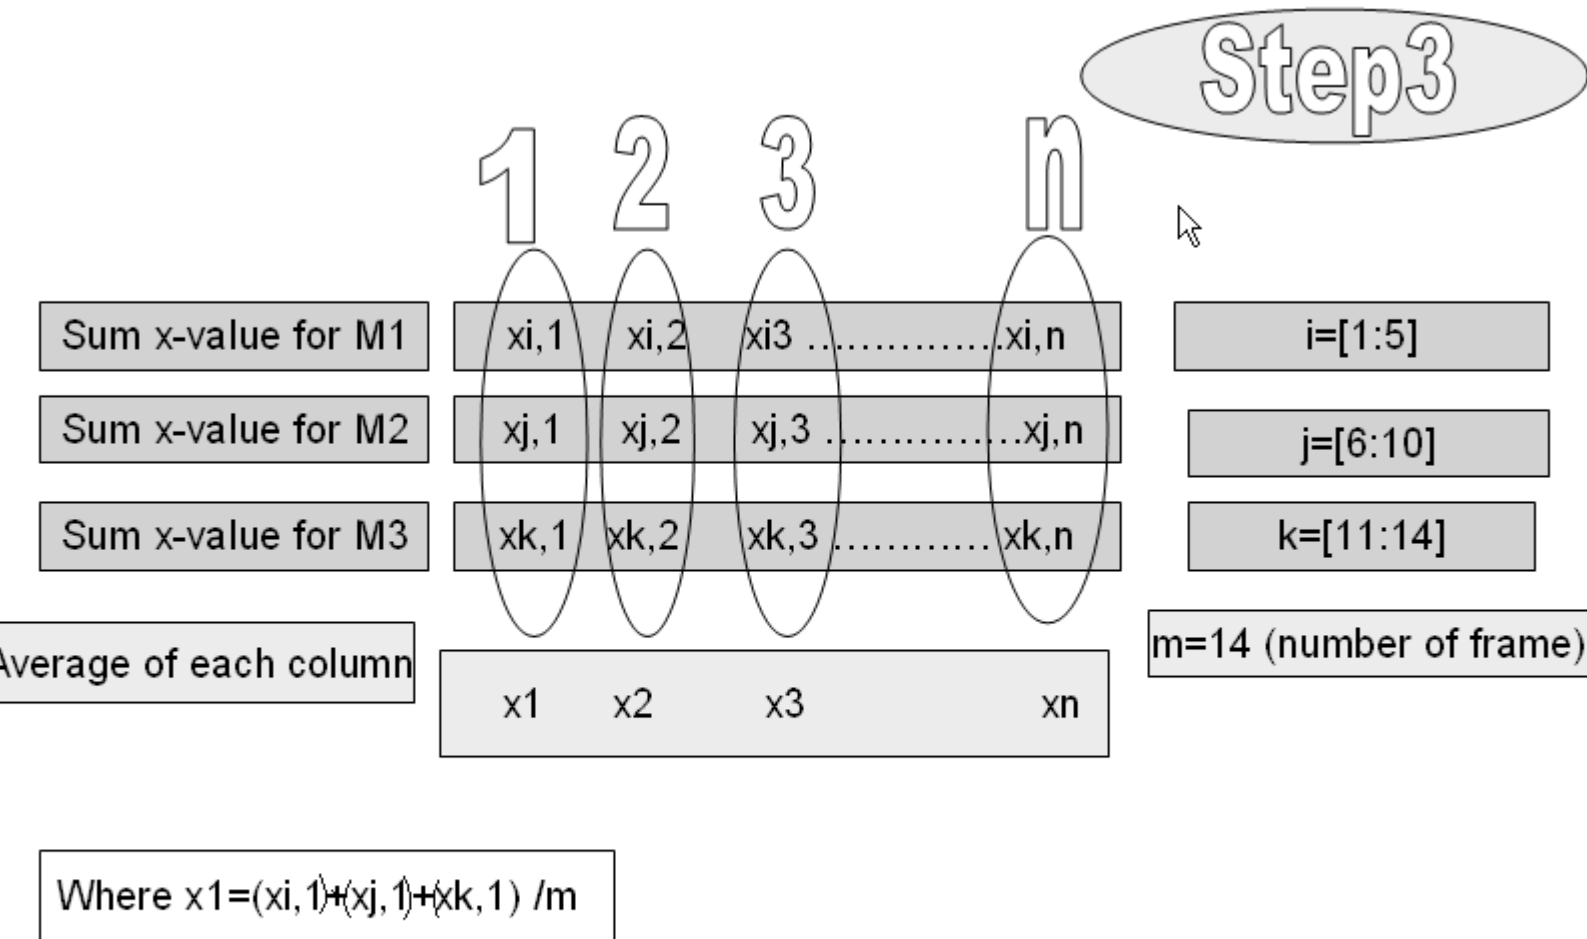 Step3
1 2 3 n
Sum x-value for M1 xi,1 xi,2 xi3 ...............xi,n i=[1:5]
Sum x-value for M2 xj,1 xj,2 xj,3 ...............xj,n j=[6:10]
Sum x-value for M3 xk,1 xk,2 xk,3 ............ xk,n k=[11:14]
Average of each column x1 x2 x3 xn m=14 (number of frame)
Where x1=(xi,1)+(xj,1)+(xk,1) /m